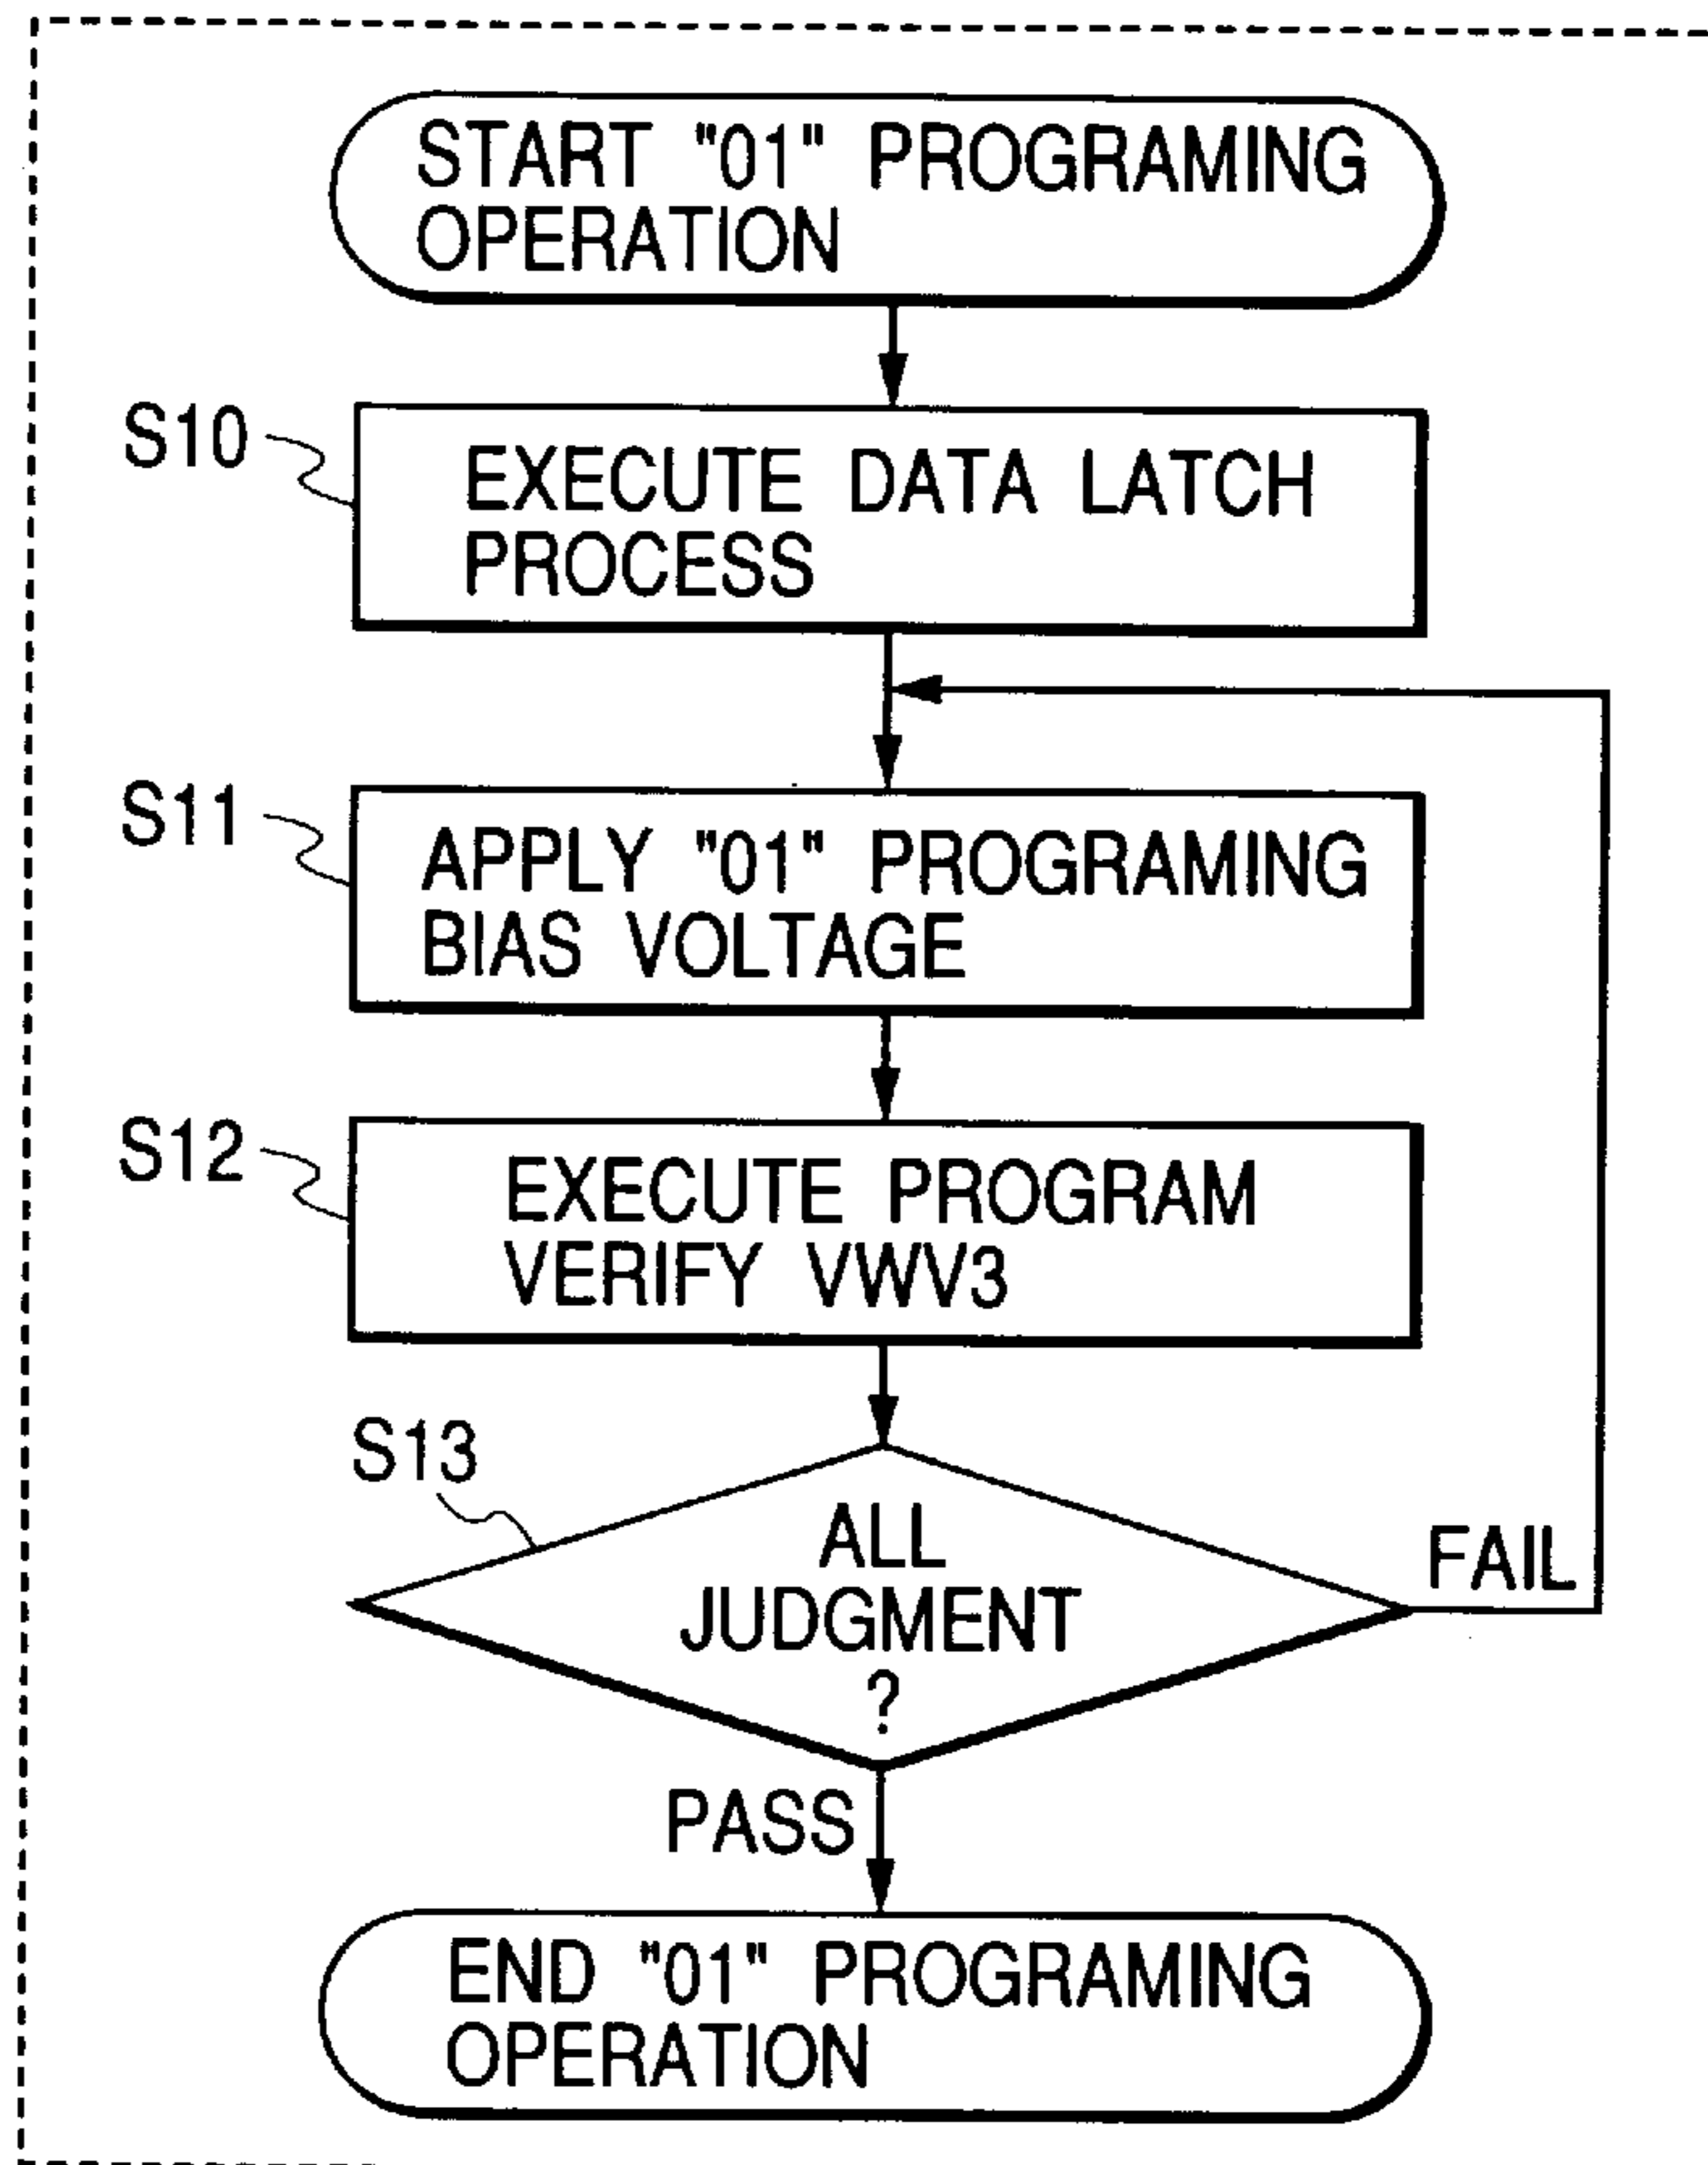 START "01" PROGRAMING
OPERATION
S10
EXECUTE DATA LATCH
PROCESS
S11
APPLY "01" PROGRAMING
BIAS VOLTAGE
S12
EXECUTE PROGRAM
VERIFY VWV3
S13
ALL
JUDGMENT
?
FAIL
PASS
END "01" PROGRAMING
OPERATION